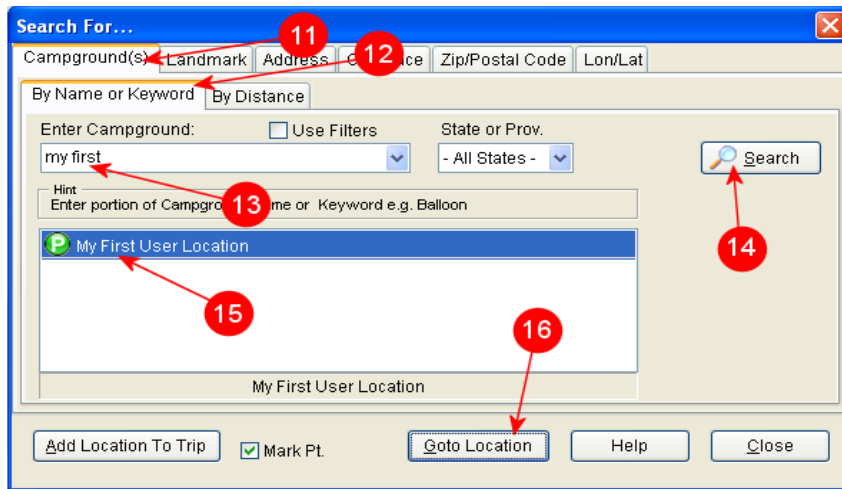 Search For...
11
Campground(s) Landmark Address 12 Zip/Postal Code Lon/Lat
By Name or Keyword By Distance
Enter Campground: Use Filters State or Prov.
my first - All States - Search
Hint
Enter portion of 13 me or Keyword e.g. Balloon
14
P My First User Location
15
16
My First User Location
Add Location To Trip Mark Pt. Goto Location Help Close